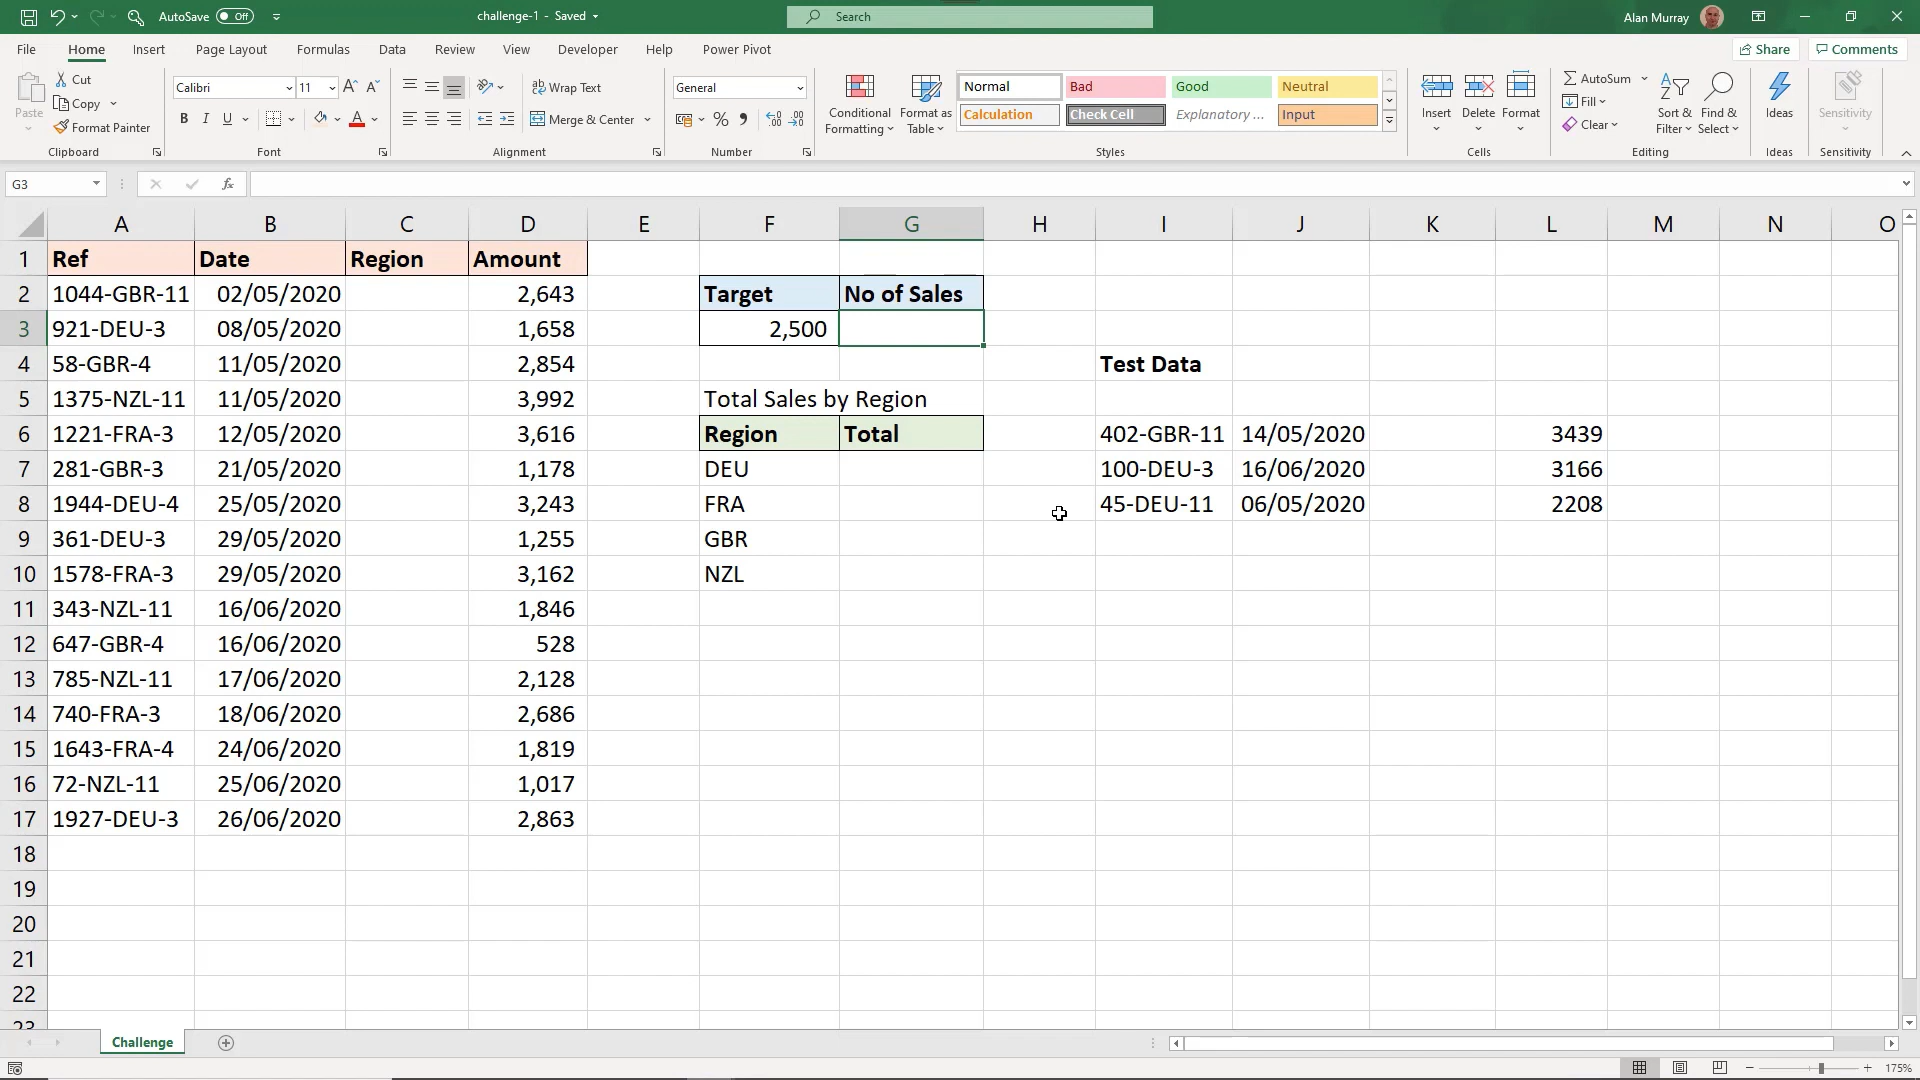 AutoSave Off challenge-1 - Saved Search Alan Murray
File Home Insert Page Layout Formulas Data Review View Developer Help Power Pivot Share Comments
Paste Cut Copy Format Painter
Clipboard
Calibri 11 A A
B I U A
Font
Wrap Text
Merge & Center
Alignment
General
% ,
Number
Conditional Formatting
Format as Table
Normal Bad Good Neutral
Calculation Check Cell Explanatory ... Input
Styles
Insert Delete Format
Cells
AutoSum
Fill
Clear
Sort & Filter
Find & Select
Editing
Ideas
Ideas
Sensitivity
Sensitivity
G3 fx
A B C D E F G H I J K L M N O
1 Ref Date Region Amount
2 1044-GBR-11 02/05/2020 2,643 Target No of Sales
3 921-DEU-3 08/05/2020 1,658 2,500
4 58-GBR-4 11/05/2020 2,854 Test Data
5 1375-NZL-11 11/05/2020 3,992 Total Sales by Region
6 1221-FRA-3 12/05/2020 3,616 Region Total 402-GBR-11 14/05/2020 3439
7 281-GBR-3 21/05/2020 1,178 DEU 100-DEU-3 16/06/2020 3166
8 1944-DEU-4 25/05/2020 3,243 FRA 45-DEU-11 06/05/2020 2208
9 361-DEU-3 29/05/2020 1,255 GBR
10 1578-FRA-3 29/05/2020 3,162 NZL
11 343-NZL-11 16/06/2020 1,846
12 647-GBR-4 16/06/2020 528
13 785-NZL-11 17/06/2020 2,128
14 740-FRA-3 18/06/2020 2,686
15 1643-FRA-4 24/06/2020 1,819
16 72-NZL-11 25/06/2020 1,017
17 1927-DEU-3 26/06/2020 2,863
18
19
20
21
22
23
Challenge
175%